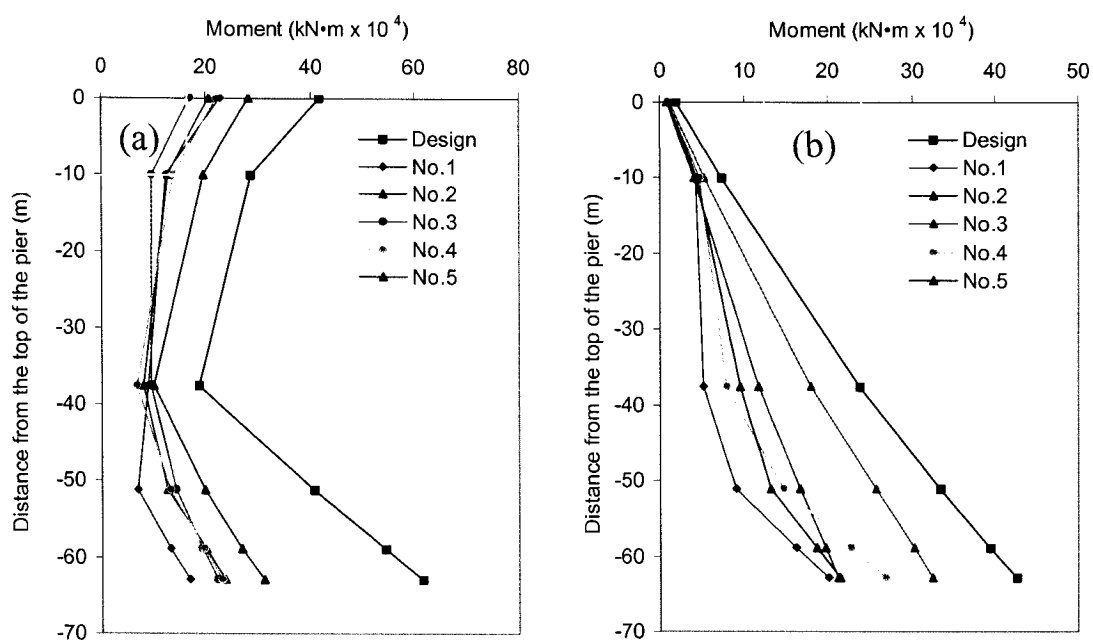 Moment (kN•m x 10⁴)
0 20 40 60 80
0
-10
-20
-30
-40
-50
-60
-70
Distance from the top of the pier (m)
(a)
Design
No.1
No.2
No.3
No.4
No.5
Moment (kN•m x 10⁴)
0 10 20 30 40 50
0
-10
-20
-30
-40
-50
-60
-70
Distance from the top of the pier (m)
(b)
Design
No.1
No.2
No.3
No.4
No.5